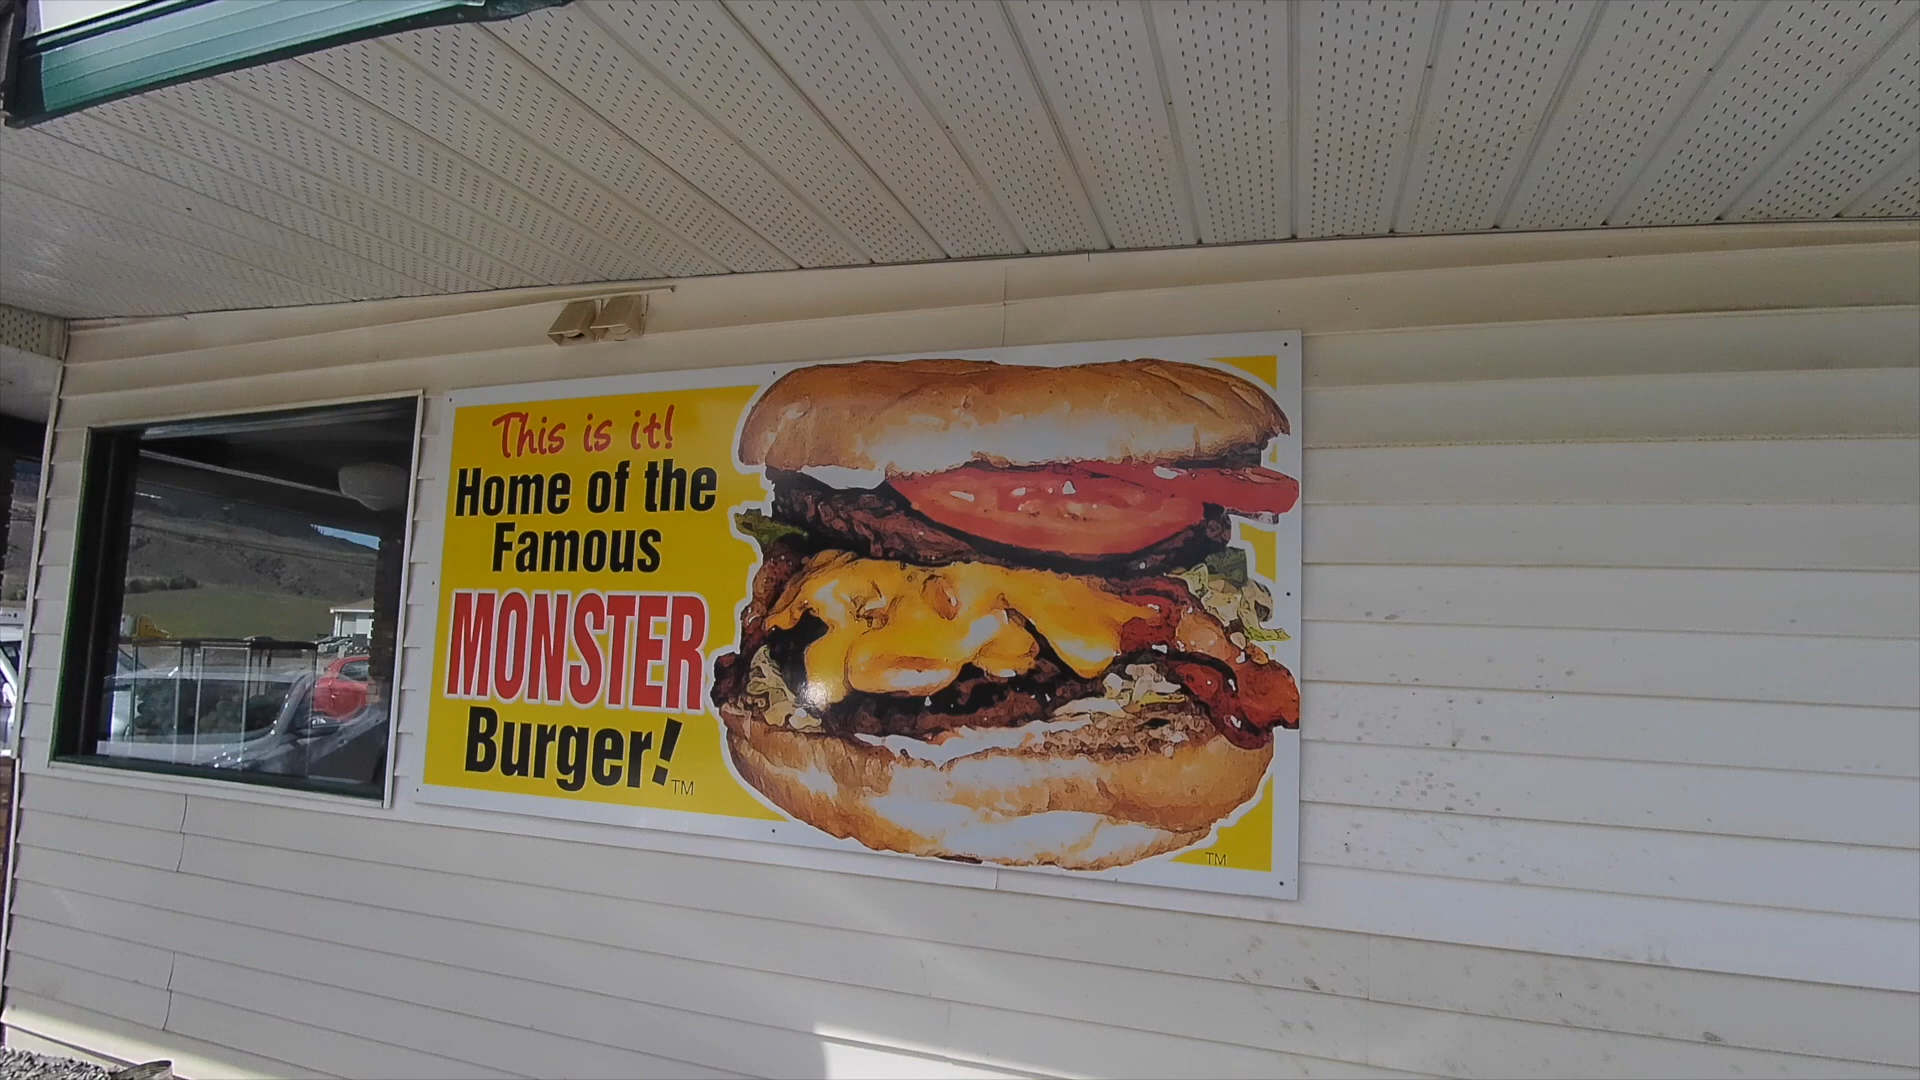 This is it!
Home of the
Famous
MONSTER
Burger!™
TM